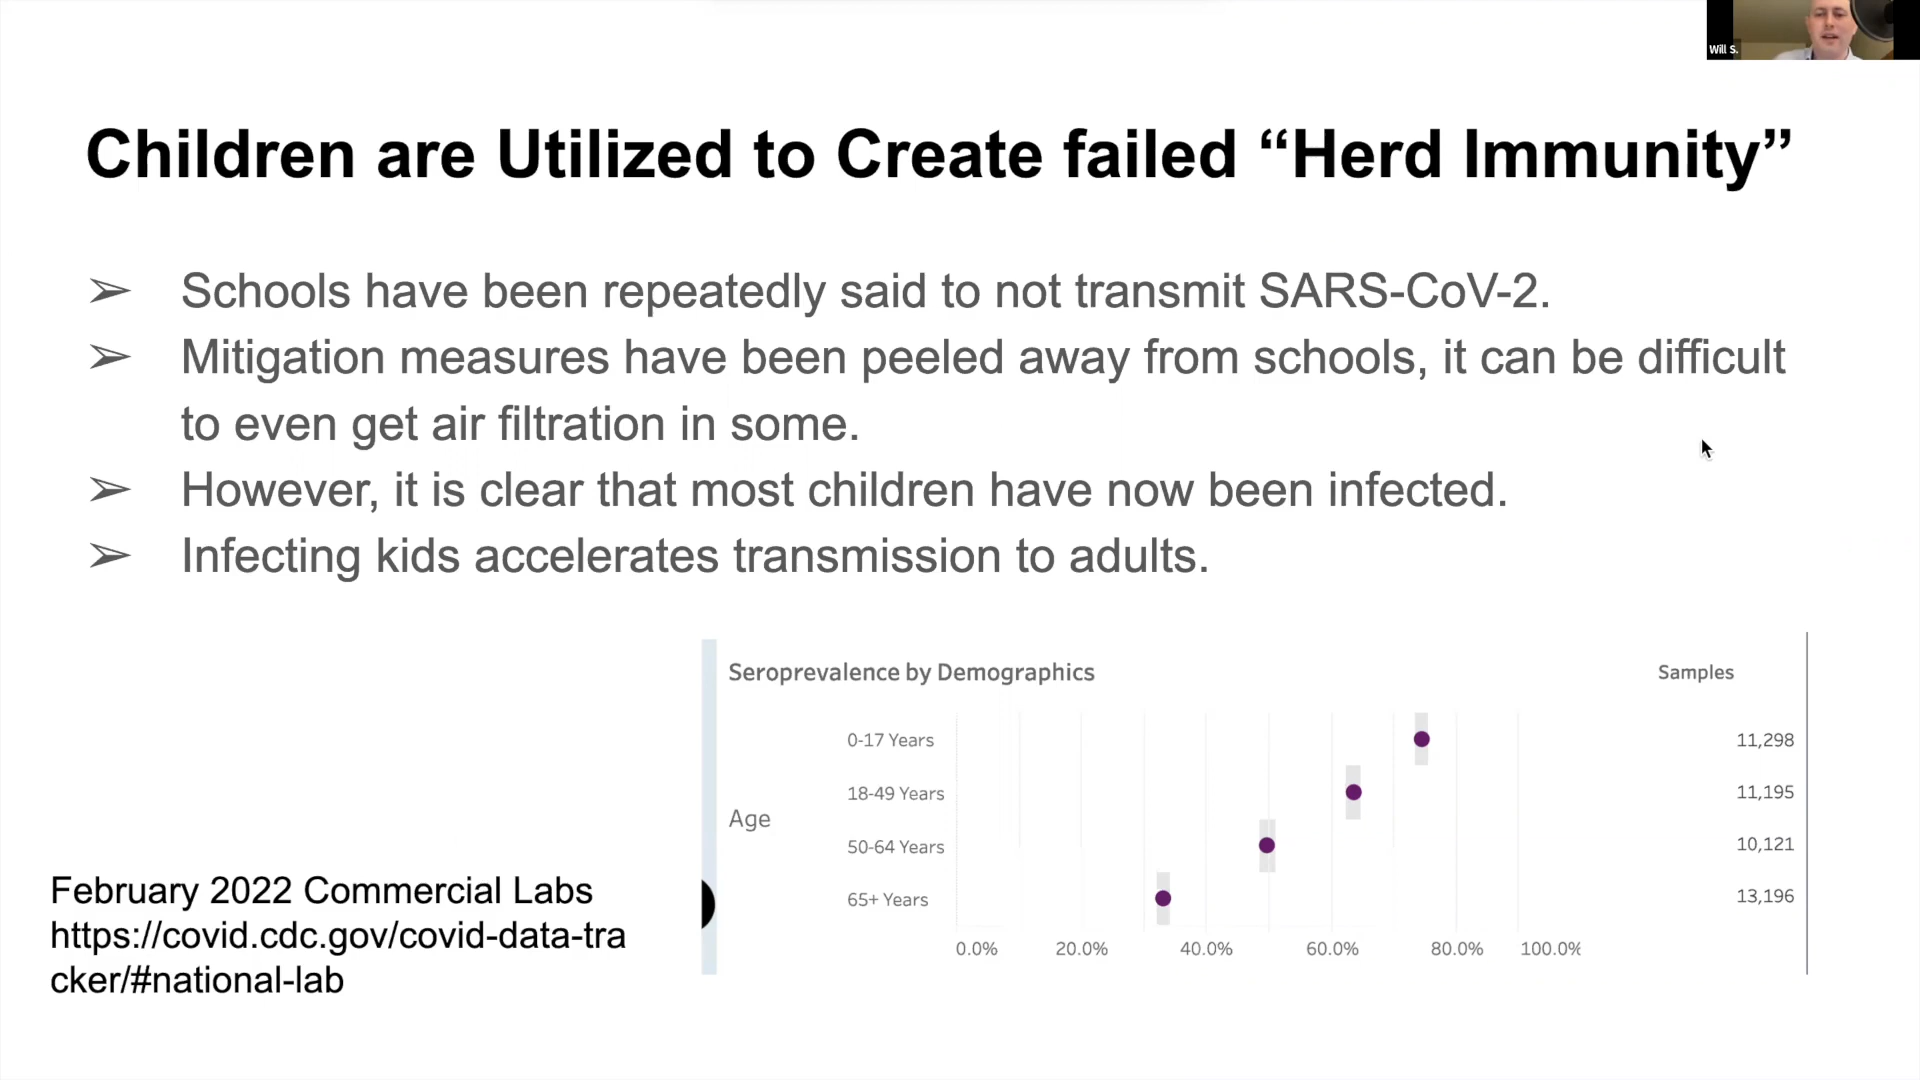 Will S.
Children are Utilized to Create failed “Herd Immunity”
➢ Schools have been repeatedly said to not transmit SARS-CoV-2.
➢ Mitigation measures have been peeled away from schools, it can be difficult
to even get air filtration in some.
➢ However, it is clear that most children have now been infected.
➢ Infecting kids accelerates transmission to adults.
Seroprevalence by Demographics Samples
0-17 Years 11,298
18-49 Years 11,195
Age
50-64 Years 10,121
65+ Years 13,196
0.0% 20.0% 40.0% 60.0% 80.0% 100.0%
February 2022 Commercial Labs
https://covid.cdc.gov/covid-data-tra
cker/#national-lab